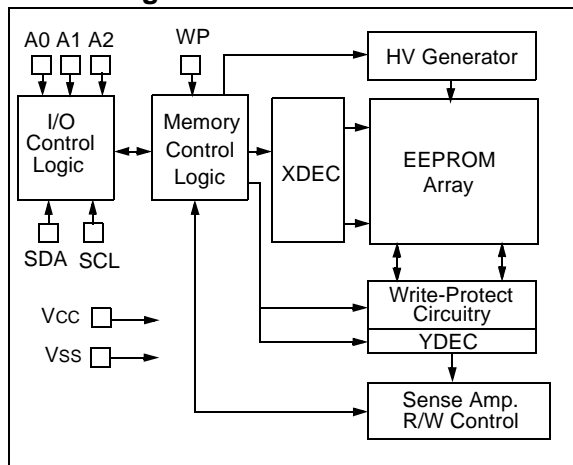 A0 A1 A2
WP
HV Generator
I/O
Control
Logic
Memory
Control
Logic
XDEC
EEPROM
Array
SDA
SCL
Write-Protect
Circuitry
YDEC
VCC
VSS
Sense Amp.
R/W Control